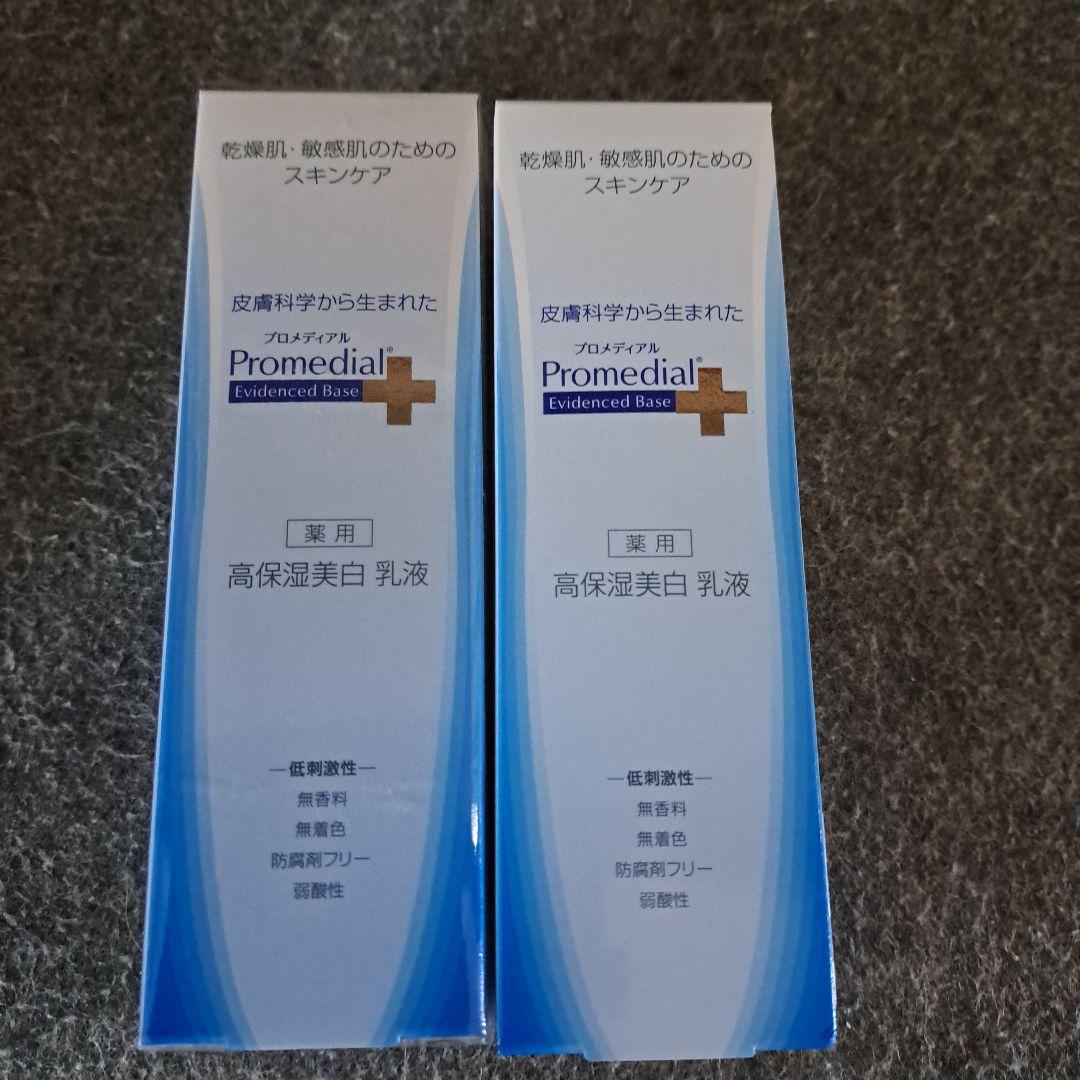 乾燥肌・敏感肌のための
スキンケア
皮膚科学から生まれた
プロメディアル
Promedial®
Evidenced Base
薬用
高保湿美白 乳液
―低刺激性―
無香料
無着色
防腐剤フリー
弱酸性
乾燥肌・敏感肌のための
スキンケア
皮膚科学から生まれた
プロメディアル
Promedial®
Evidenced Base
薬用
高保湿美白 乳液
―低刺激性―
無香料
無着色
防腐剤フリー
弱酸性